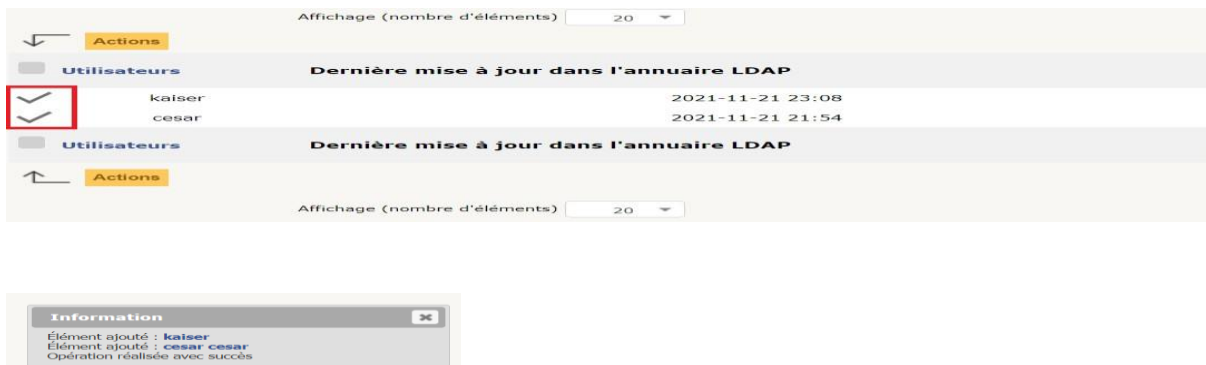 Affichage (nombre d'éléments) 20
Actions
Utilisateurs Dernière mise à jour dans l'annuaire LDAP
kaiser 2021-11-21 23:08
cesar 2021-11-21 21:54
Utilisateurs Dernière mise à jour dans l'annuaire LDAP
Actions
Affichage (nombre d'éléments) 20
Information
Élément ajouté : kaiser
Élément ajouté : cesar cesar
Opération réalisée avec succès